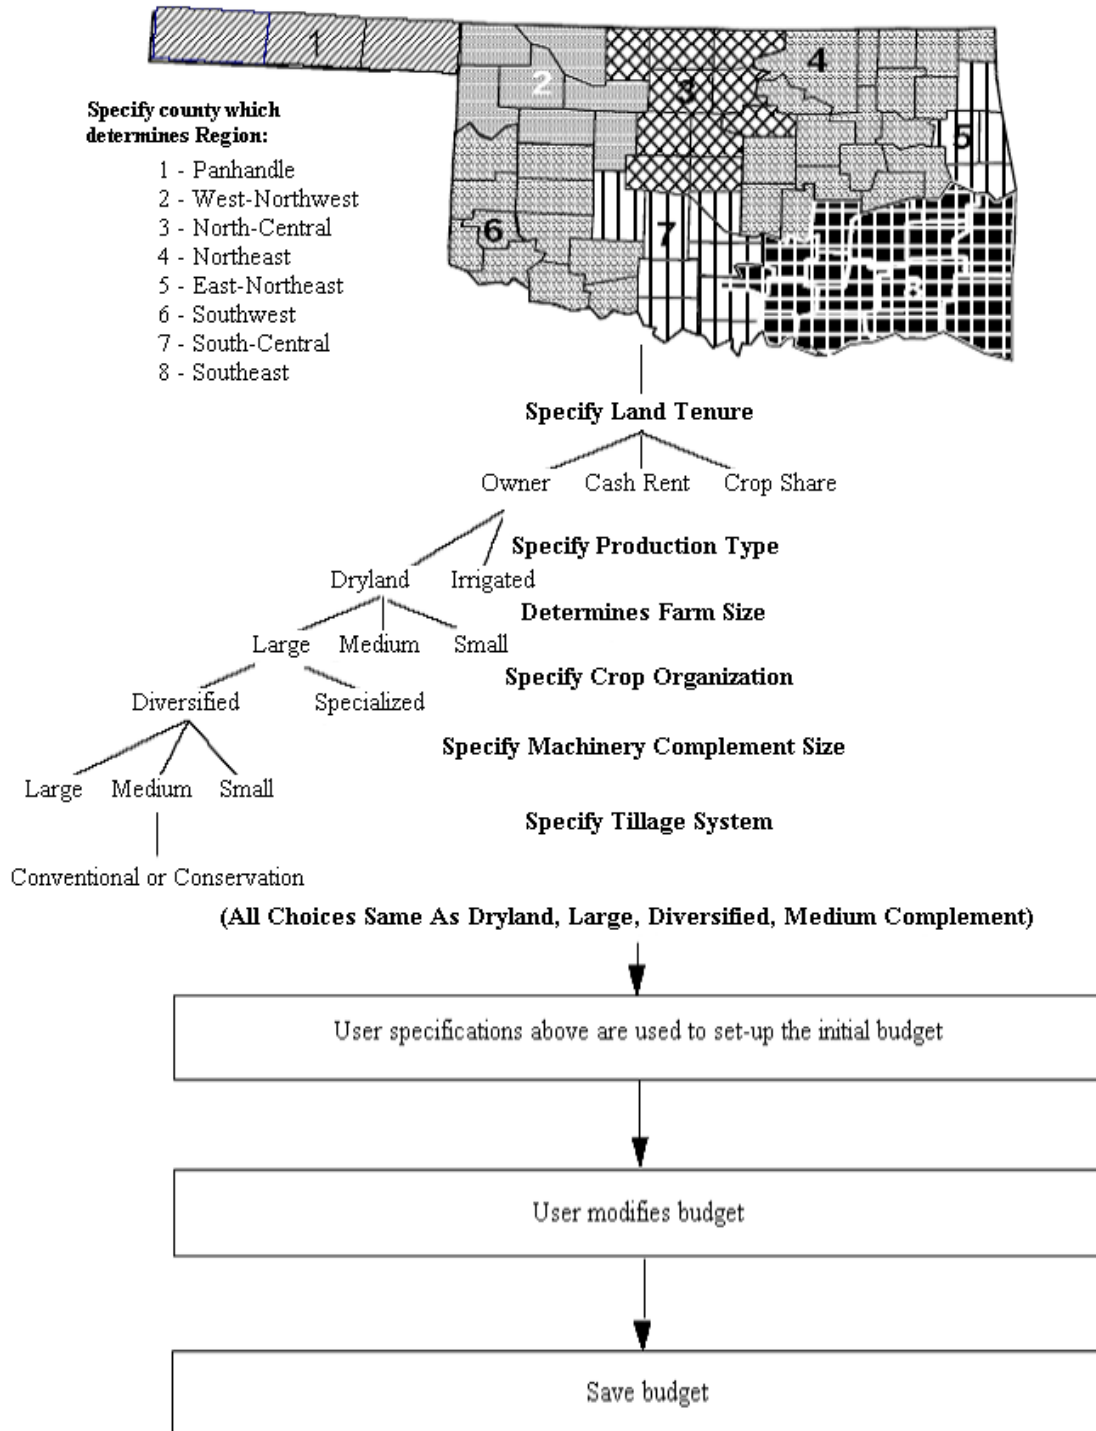 1
2
3
4
5
6
7
8
Specify county which
determines Region:
1 - Panhandle
2 - West-Northwest
3 - North-Central
4 - Northeast
5 - East-Northeast
6 - Southwest
7 - South-Central
8 - Southeast
Specify Land Tenure
Owner Cash Rent Crop Share
Specify Production Type
Dryland Irrigated
Determines Farm Size
Large Medium Small
Specify Crop Organization
Diversified Specialized
Specify Machinery Complement Size
Large Medium Small
Specify Tillage System
Conventional or Conservation
(All Choices Same As Dryland, Large, Diversified, Medium Complement)
User specifications above are used to set-up the initial budget
User modifies budget
Save budget